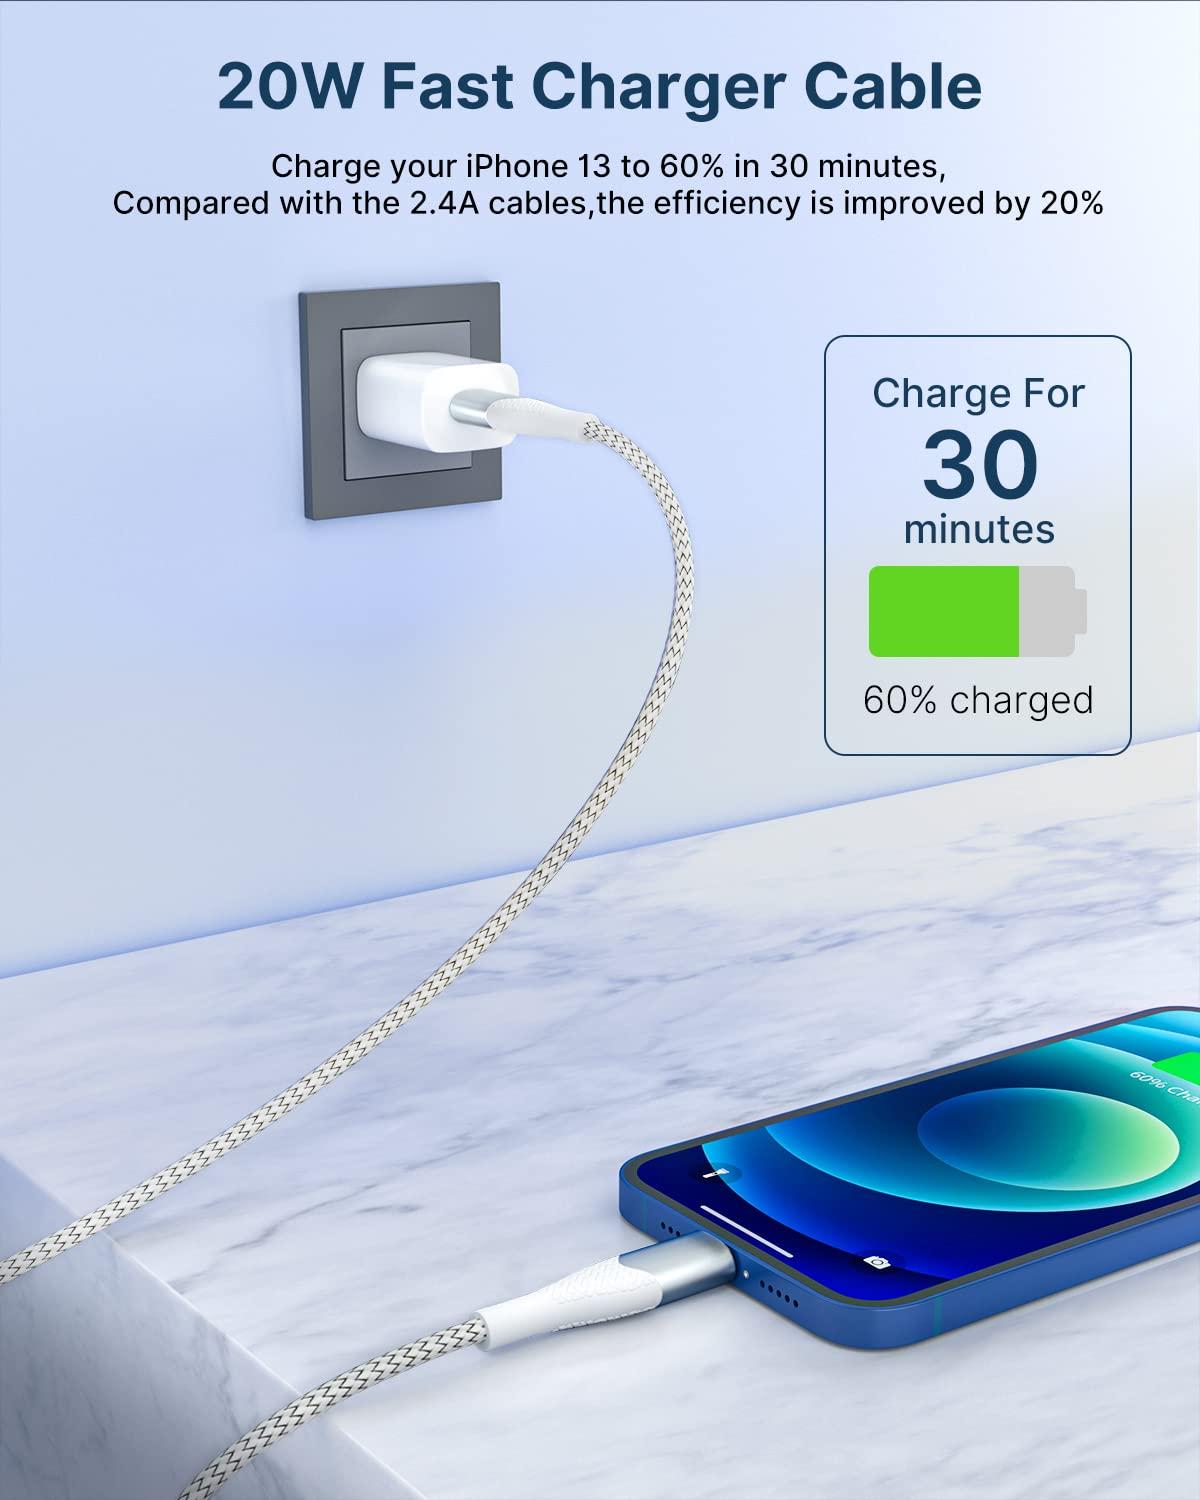 20W Fast Charger Cable
Charge your iPhone 13 to 60% in 30 minutes,
Compared with the 2.4A cables,the efficiency is improved by 20%
Charge For
30
minutes
60% charged
60%